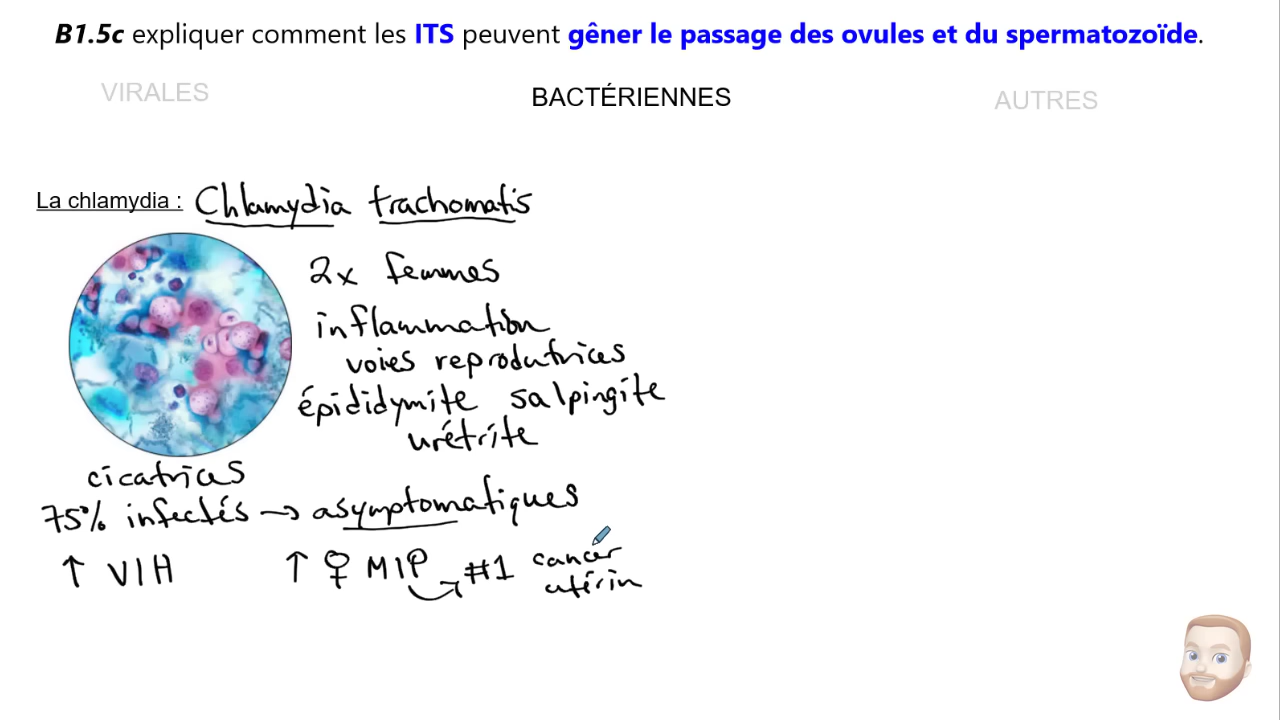 B1.5c expliquer comment les ITS peuvent gêner le passage des ovules et du spermatozoïde.
VIRALES
BACTÉRIENNES
AUTRES
La chlamydia : Chlamydia trachomatis
2x femmes
inflammation
voies reprodutrices
épididymite salpingite
urétrite
cicatrices
75% infectés → asymptomatiques
↑ VIH ↑ ♀ MIP → #1 cancer
utérin